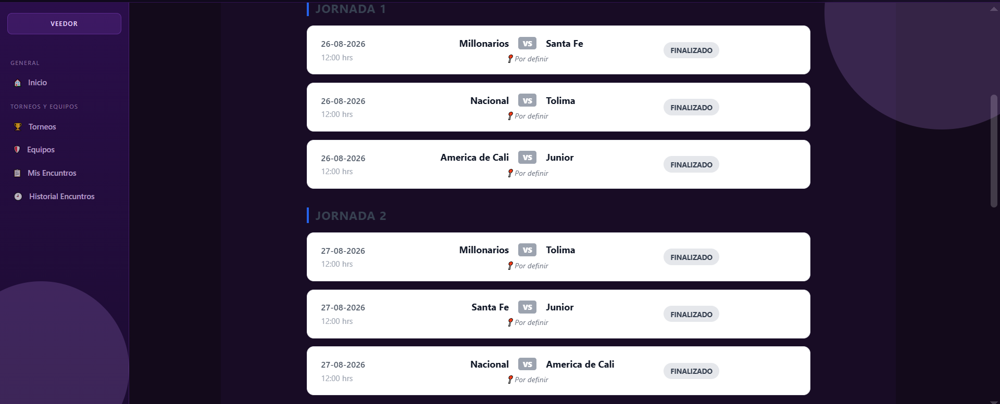 VEEDOR
GENERAL
Inicio
TORNEOS Y EQUIPOS
Torneos
Equipos
Mis Encuntros
Historial Encuntros
JORNADA 1
26-08-2026
12:00 hrs
Millonarios VS Santa Fe
Por definir
FINALIZADO
26-08-2026
12:00 hrs
Nacional VS Tolima
Por definir
FINALIZADO
26-08-2026
12:00 hrs
America de Cali VS Junior
Por definir
FINALIZADO
JORNADA 2
27-08-2026
12:00 hrs
Millonarios VS Tolima
Por definir
FINALIZADO
27-08-2026
12:00 hrs
Santa Fe VS Junior
Por definir
FINALIZADO
27-08-2026
12:00 hrs
Nacional VS America de Cali
Por definir
FINALIZADO